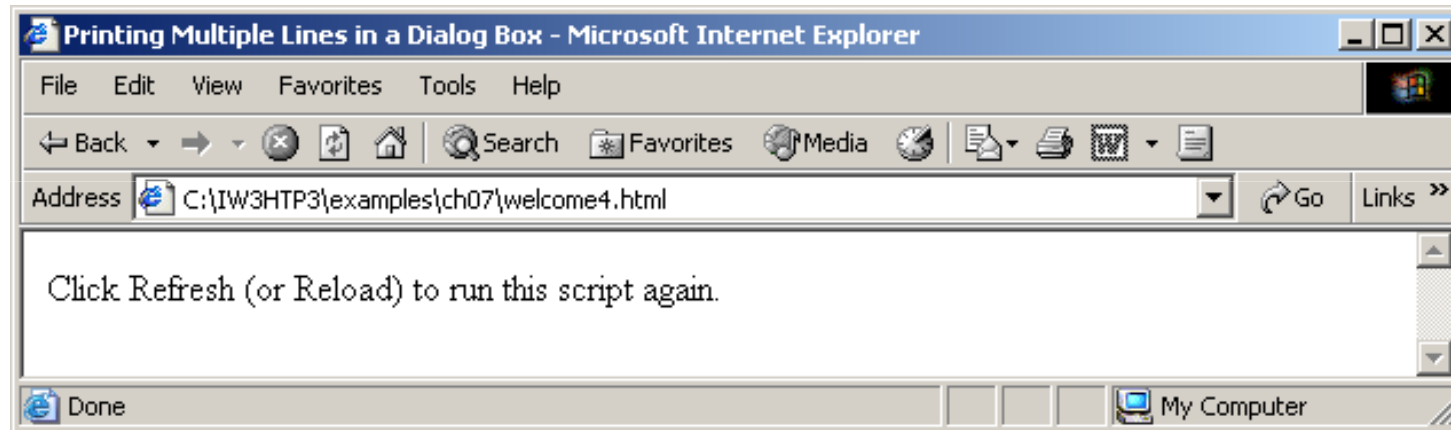 Printing Multiple Lines in a Dialog Box - Microsoft Internet Explorer
File Edit View Favorites Tools Help
Back Search Favorites Media
Address C:\IW3HTP3\examples\ch07\welcome4.html Go Links »
Click Refresh (or Reload) to run this script again.
Done My Computer